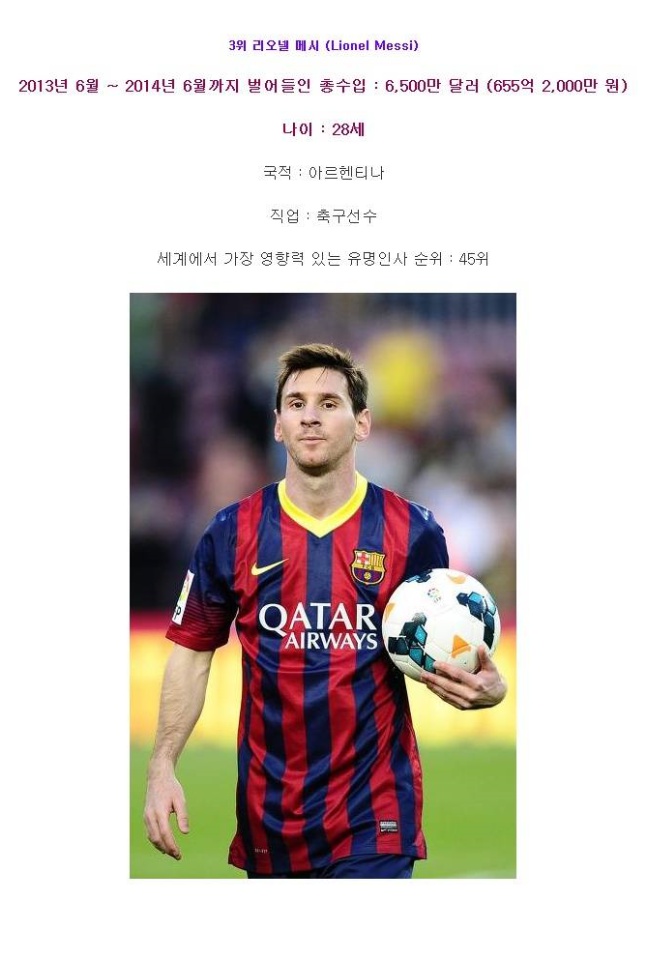 3위 리오넬 메시 (Lionel Messi)
2013년 6월 ~ 2014년 6월까지 벌어들인 총수입 : 6,500만 달러 (655억 2,000만 원)
나이 : 28세
국적 : 아르헨티나
직업 : 축구선수
세계에서 가장 영향력 있는 유명인사 순위 : 45위
QATAR
AIRWAYS